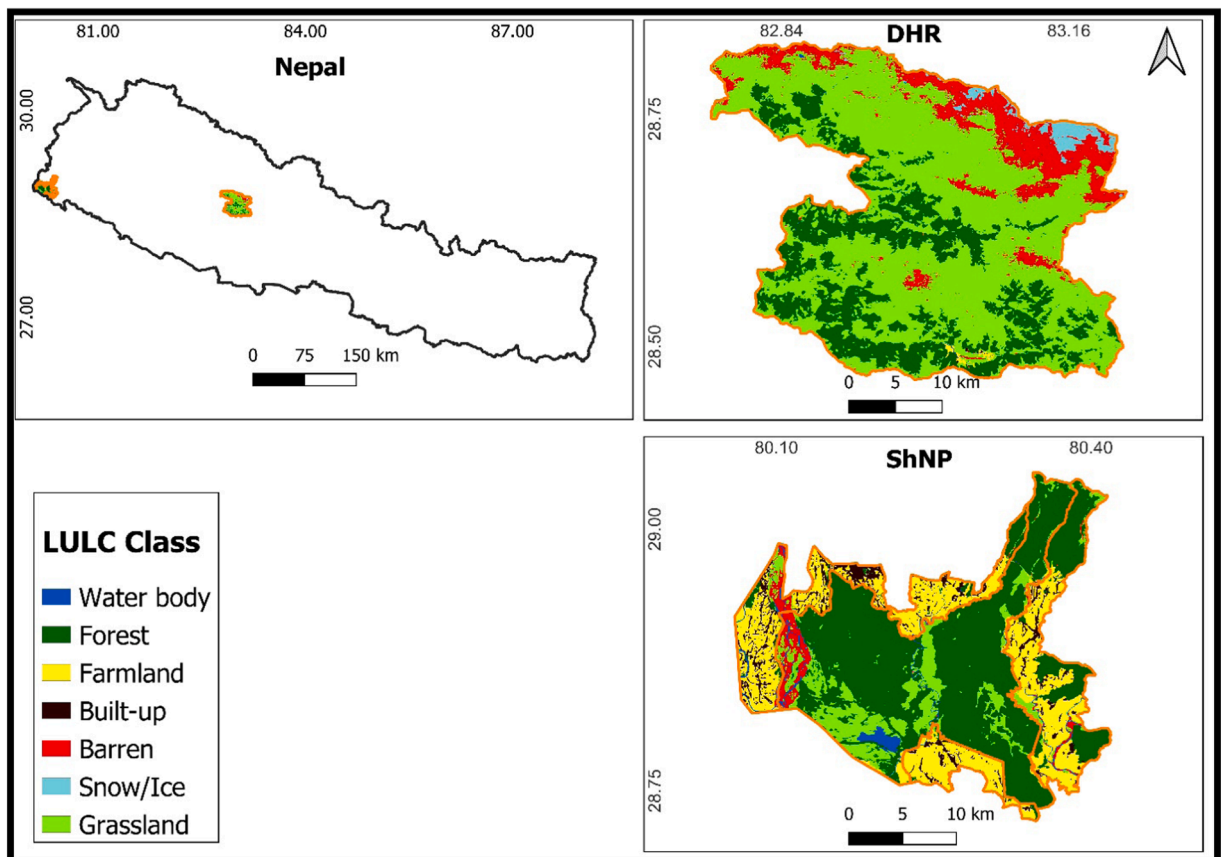 81.00 84.00 87.00
Nepal
30.00
27.00
0 75 150 km
82.84 83.16
DHR
28.75
28.50
0 5 10 km
80.10 80.40
ShNP
29.00
28.75
0 5 10 km
LULC Class
Water body
Forest
Farmland
Built-up
Barren
Snow/Ice
Grassland